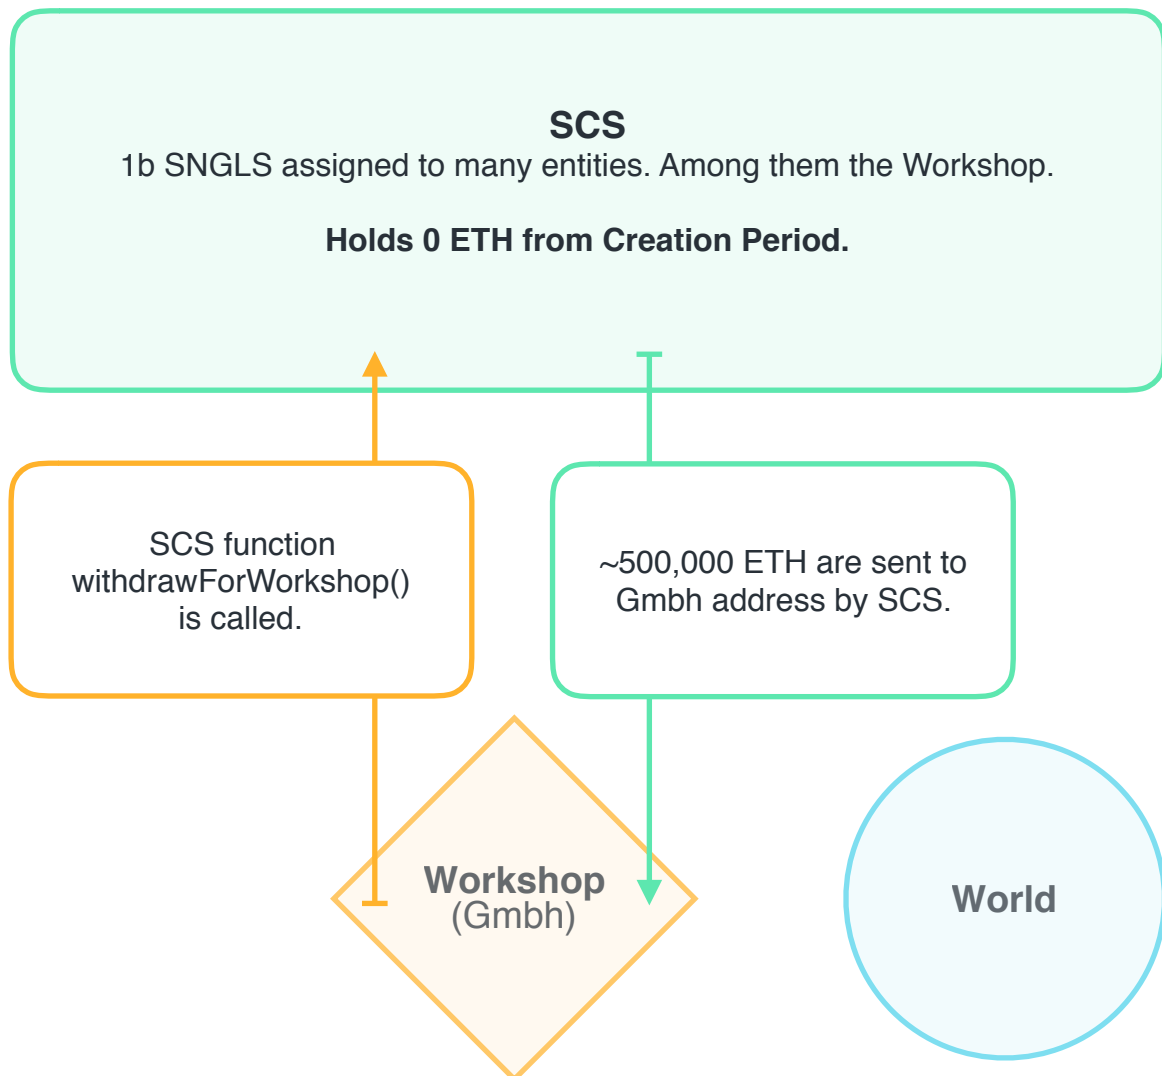 SCS
1b SNGLS assigned to many entities. Among them the Workshop.
Holds 0 ETH from Creation Period.
SCS function
withdrawForWorkshop()
is called.
~500,000 ETH are sent to
Gmbh address by SCS.
Workshop
(Gmbh)
World